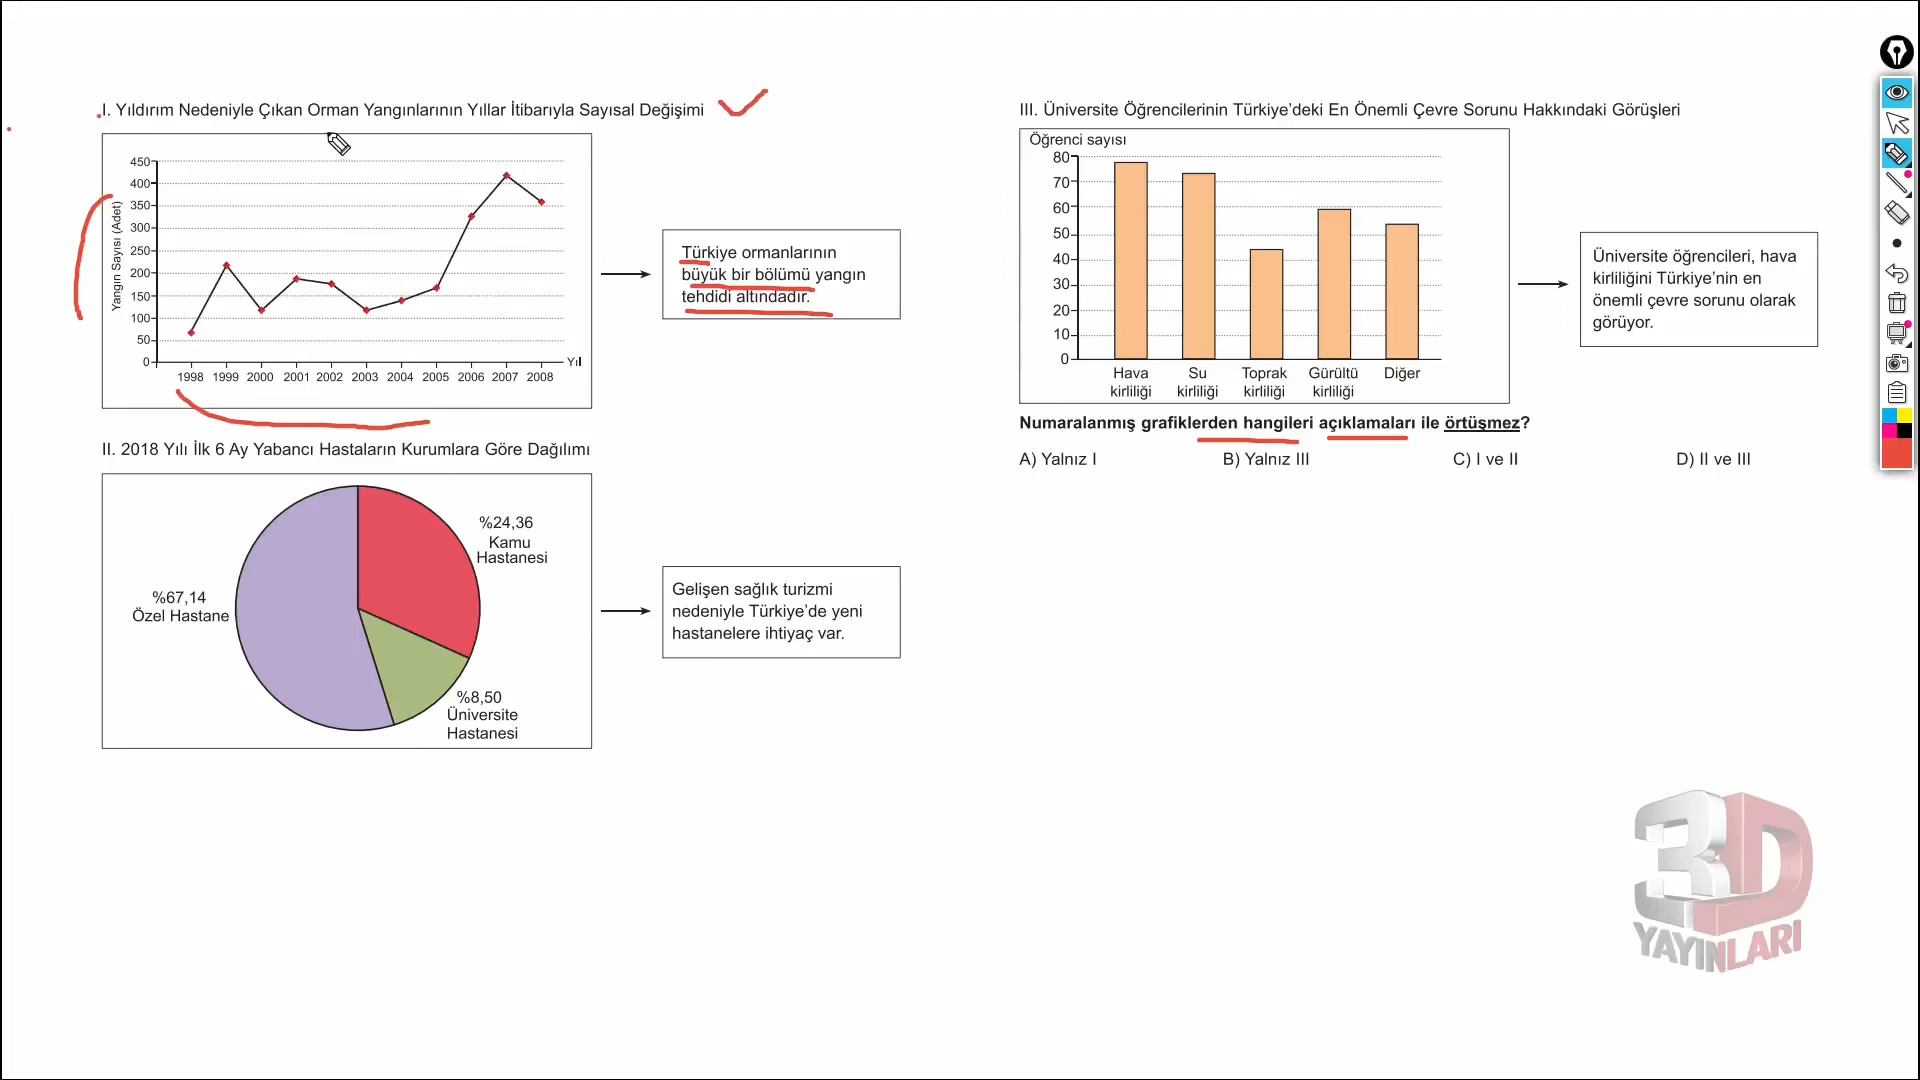 I. Yıldırım Nedeniyle Çıkan Orman Yangınlarının Yıllar İtibarıyla Sayısal Değişimi
Yangın Sayısı (Adet)
450
400
350
300
250
200
150
100
50
0
Yıl
1998 1999 2000 2001 2002 2003 2004 2005 2006 2007 2008
Türkiye ormanlarının
büyük bir bölümü yangın
tehdidi altındadır.
II. 2018 Yılı İlk 6 Ay Yabancı Hastaların Kurumlara Göre Dağılımı
%24,36
Kamu
Hastanesi
%67,14
Özel Hastane
%8,50
Üniversite
Hastanesi
Gelişen sağlık turizmi
nedeniyle Türkiye'de yeni
hastanelere ihtiyaç var.
III. Üniversite Öğrencilerinin Türkiye'deki En Önemli Çevre Sorunu Hakkındaki Görüşleri
Öğrenci sayısı
80
70
60
50
40
30
20
10
0
Hava kirliliği
Su kirliliği
Toprak kirliliği
Gürültü kirliliği
Diğer
Üniversite öğrencileri, hava
kirliliğini Türkiye'nin en
önemli çevre sorunu olarak
görüyor.
Numaralanmış grafiklerden hangileri açıklamaları ile örtüşmez?
A) Yalnız I B) Yalnız III C) I ve II D) II ve III
3D
YAYINLARI